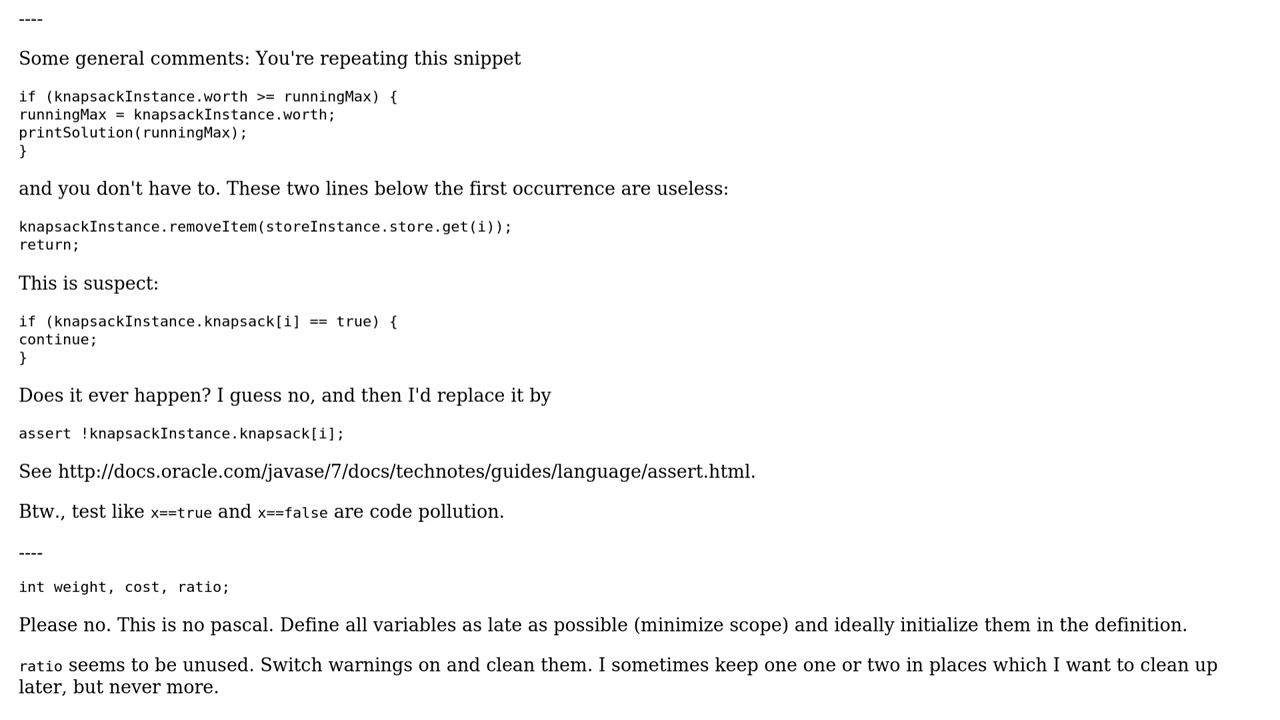 ----
Some general comments: You're repeating this snippet
if (knapsackInstance.worth >= runningMax) {
runningMax = knapsackInstance.worth;
printSolution(runningMax);
}
and you don't have to. These two lines below the first occurrence are useless:
knapsackInstance.removeItem(storeInstance.store.get(i));
return;
This is suspect:
if (knapsackInstance.knapsack[i] == true) {
continue;
}
Does it ever happen? I guess no, and then I'd replace it by
assert !knapsackInstance.knapsack[i];
See http://docs.oracle.com/javase/7/docs/technotes/guides/language/assert.html.
Btw., test like x==true and x==false are code pollution.
----
int weight, cost, ratio;
Please no. This is no pascal. Define all variables as late as possible (minimize scope) and ideally initialize them in the definition.
ratio seems to be unused. Switch warnings on and clean them. I sometimes keep one one or two in places which I want to clean up
later, but never more.